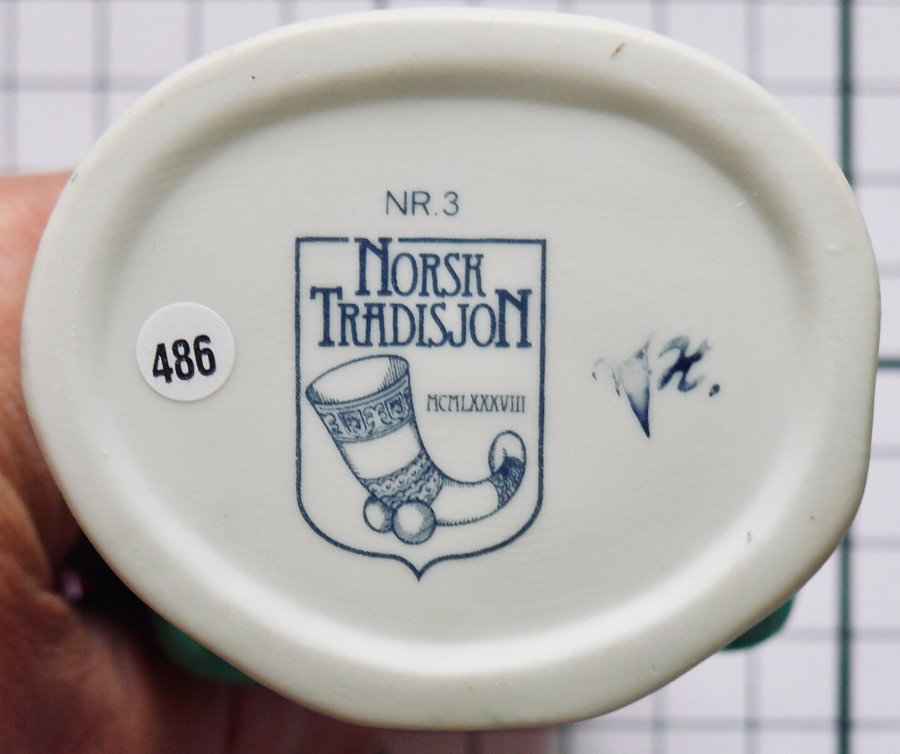 NR.3
NORSK
TRADISJON
MCMLXXXVIII
486